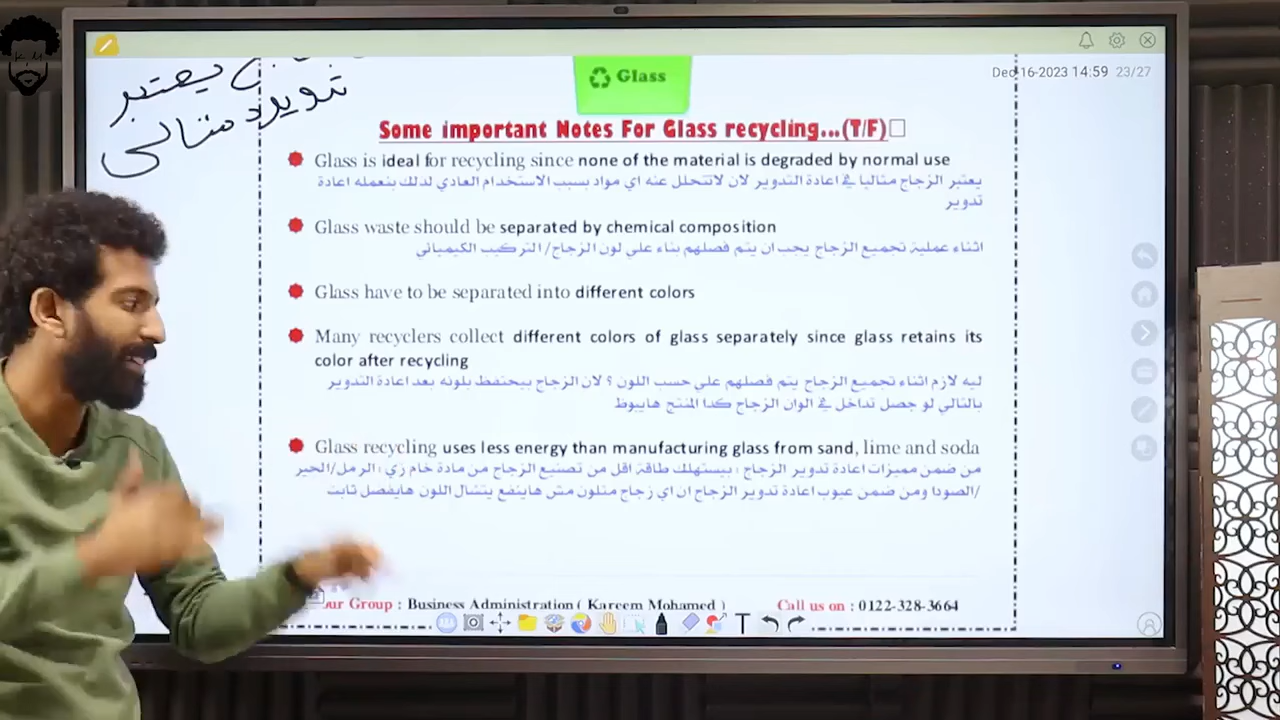 Dec-16-2023 14:59 23/27
يعتبر
تدوير مثالى
Glass
Some important Notes For Glass recycling...(T/F)
Glass is ideal for recycling since none of the material is degraded by normal use
يعتبر الزجاج مثاليا في اعادة التدوير لان لاتتحلل عنه اي مواد بسبب الاستخدام العادي لذلك بنعمله اعادة
تدوير
Glass waste should be separated by chemical composition
اثناء عملية تجميع الزجاج يجب ان يتم فصلهم بناء علي لون الزجاج/ التركيب الكيميائي
Glass have to be separated into different colors
Many recyclers collect different colors of glass separately since glass retains its
color after recycling
ليه لازم اثناء تجميع الزجاج يتم فصلهم علي حسب اللون ؟ لان الزجاج بيحتفظ بلونه بعد اعادة التدوير
بالتالي لو حصل تداخل في الوان الزجاج كدا المنتج هايبوظ
Glass recycling uses less energy than manufacturing glass from sand, lime and soda
من ضمن مميزات اعادة تدوير الزجاج : بيستهلك طاقة اقل من تصنيع الزجاج من مادة خام زي : الرمل/الجير
/الصودا ومن ضمن عيوب اعادة تدوير الزجاج ان اي زجاج متلون مش هاينفع يتشال اللون هايفضل ثابت
ur Group : Business Administration ( Kareem Mohamed ) Call us on : 0122-328-3664